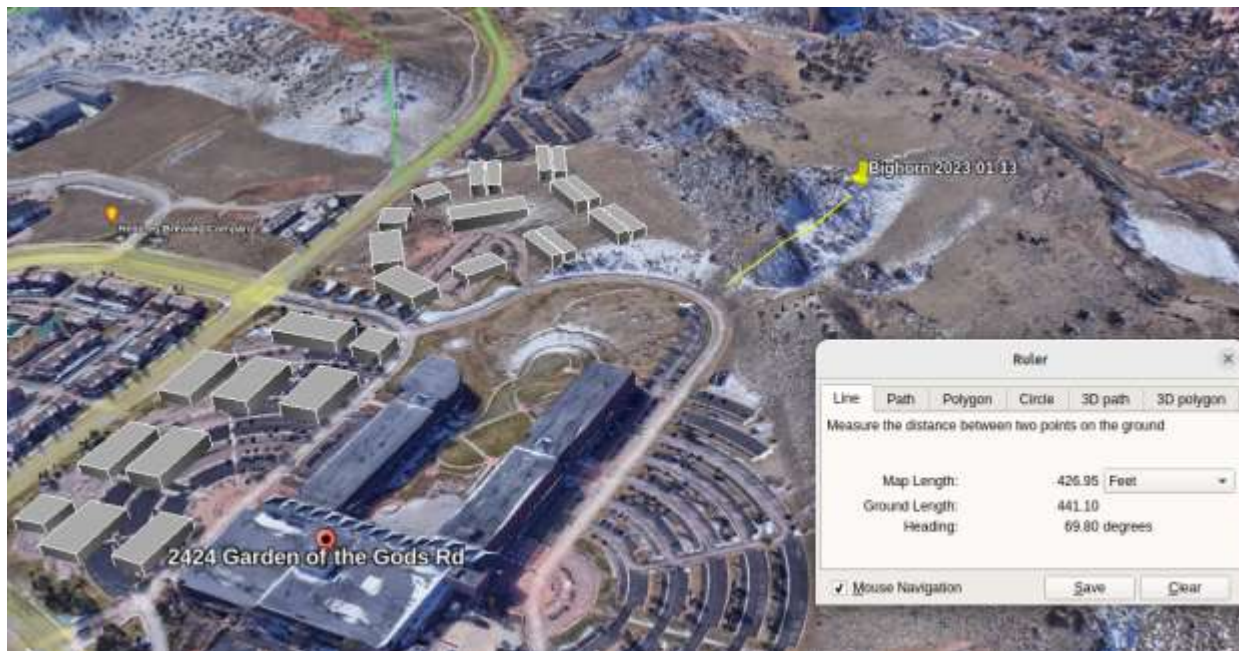 Bighorn 2023 01 13
Brewing Company
2424 Garden of the Gods Rd
Ruler
Line Path Polygon Circle 3D path 3D polygon
Measure the distance between two points on the ground
Map Length: 426.95 Feet
Ground Length: 441.10
Heading: 69.80 degrees
Mouse Navigation Save Clear